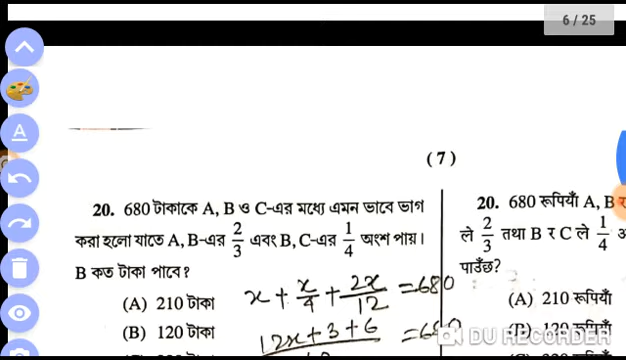 6 / 25
A
(7)
20. 680 টাকাকে A, B ও C-এর মধ্যে এমন ভাবে ভাগ
করা হলো যাতে A, B-এর 2/3 এবং B, C-এর 1/4 অংশ পায়।
B কত টাকা পাবে?
(A) 210 টাকা
(B) 120 টাকা
x + x/4 + 2x/12 = 680
12x + 3 + 6
20. 680 रूपियाँ A, B र
ले 2/3 तथा B र C ले 1/4
पाउँछ?
(A) 210 रूपियाँ
(B) 120 रूपियाँ
DU RECORDER